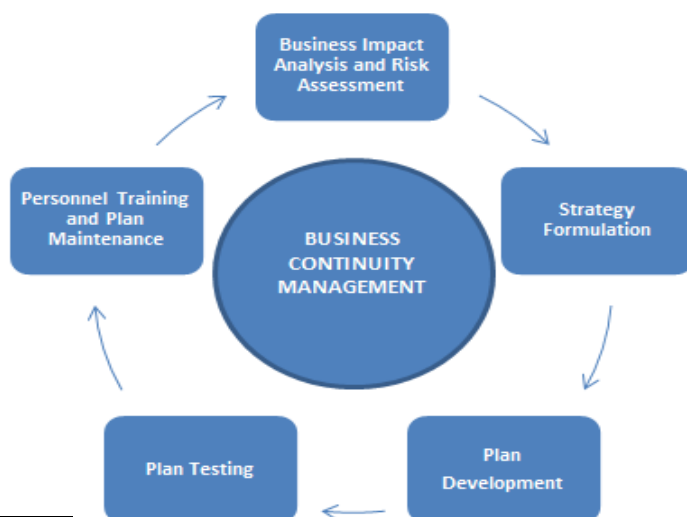 Business Impact
Analysis and Risk
Assessment
Strategy
Formulation
Plan
Development
Plan Testing
Personnel Training
and Plan
Maintenance
BUSINESS
CONTINUITY
MANAGEMENT